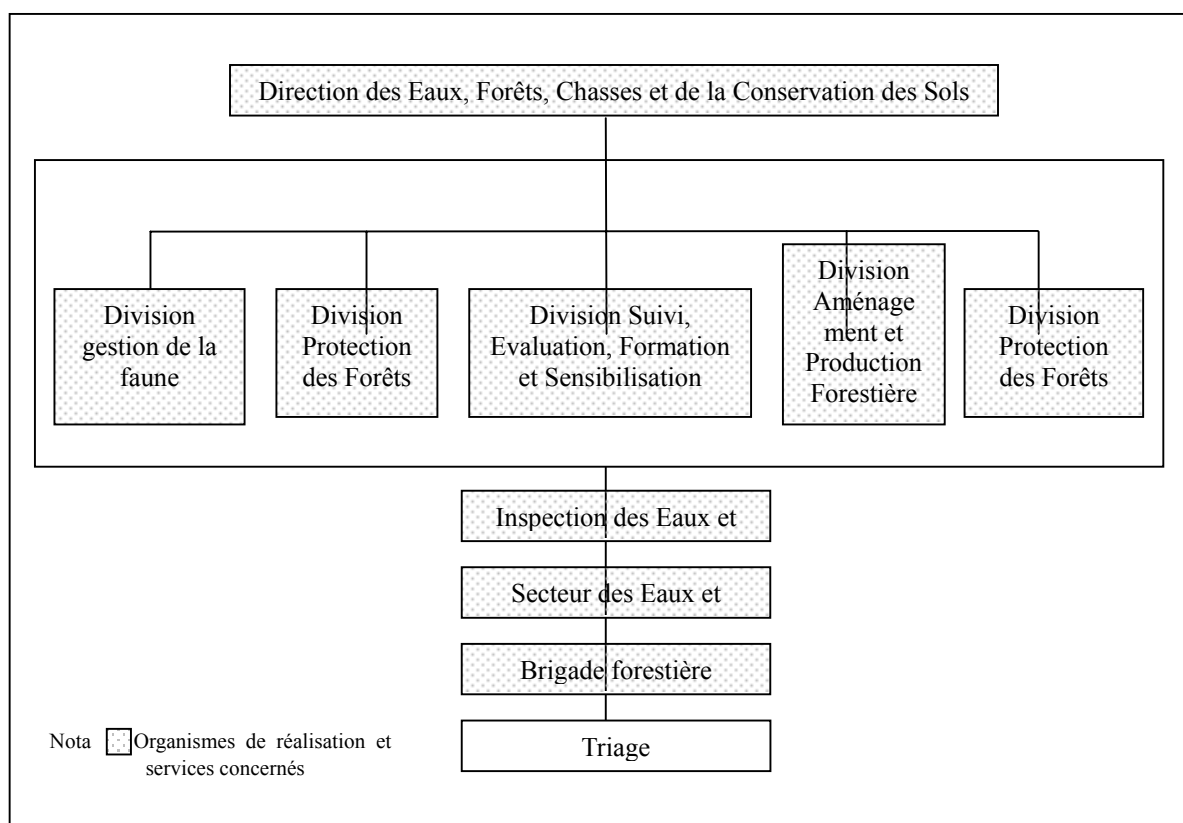 Direction des Eaux, Forêts, Chasses et de la Conservation des Sols
Division
gestion de la
faune
Division
Protection
des Forêts
Division Suivi,
Evaluation, Formation
et Sensibilisation
Division
Aménage
ment et
Production
Forestière
Division
Protection
des Forêts
Inspection des Eaux et
Secteur des Eaux et
Brigade forestière
Triage
Nota Organismes de réalisation et
services concernés